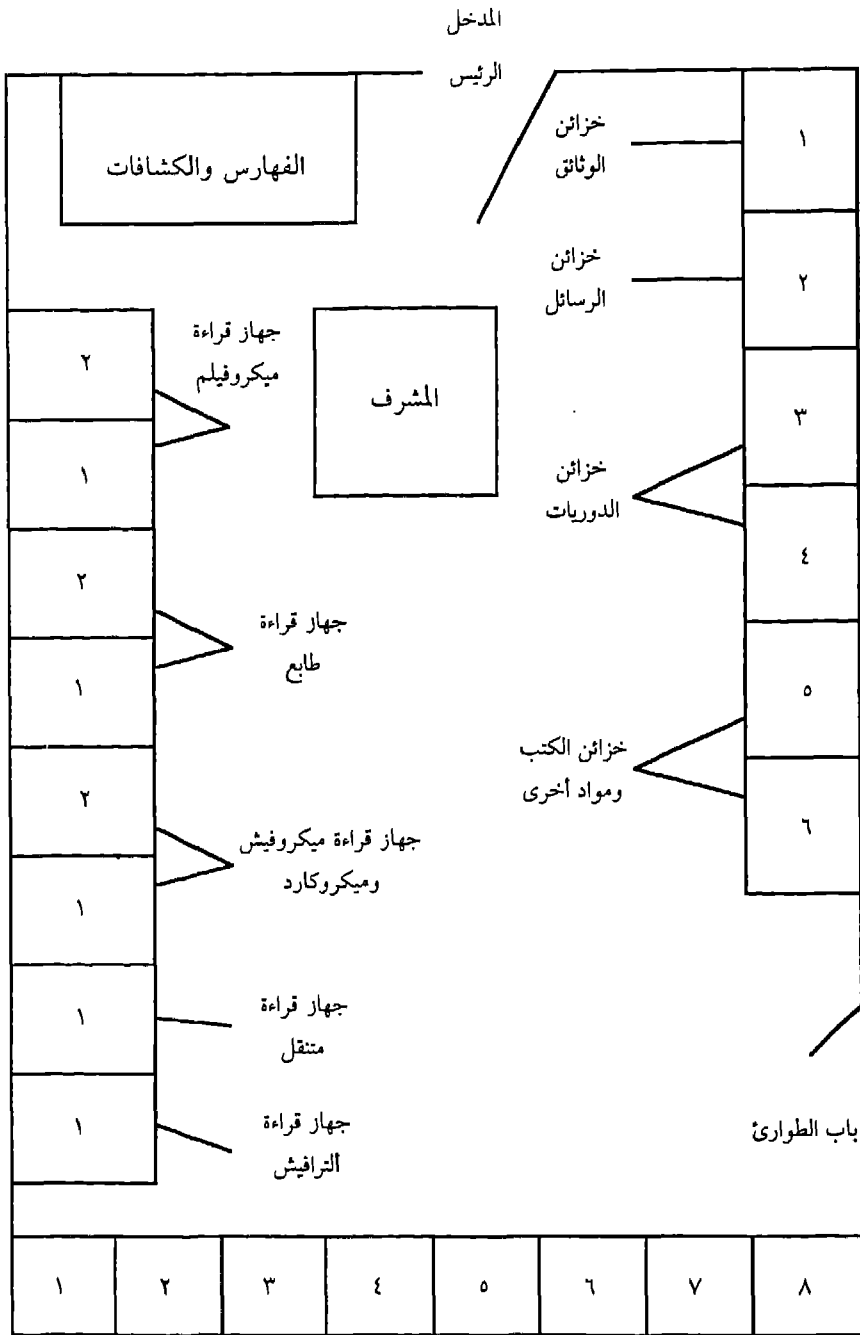 المدخل
الرئيس
الفهارس والكشافات
خزائن
الوثائق
١
خزائن
الرسائل
٢
خزائن
الدوريات
٣
٤
خزائن الكتب
ومواد أخرى
٥
٦
باب الطوارئ
المشرف
جهاز قراءة
ميكروفيلم
٢
١
جهاز قراءة
طابع
٢
١
جهاز قراءة ميكروفيش
وميكروكارد
٢
١
جهاز قراءة
متنقل
١
جهاز قراءة
ألترافيش
١
١ ٢ ٣ ٤ ٥ ٦ ٧ ٨